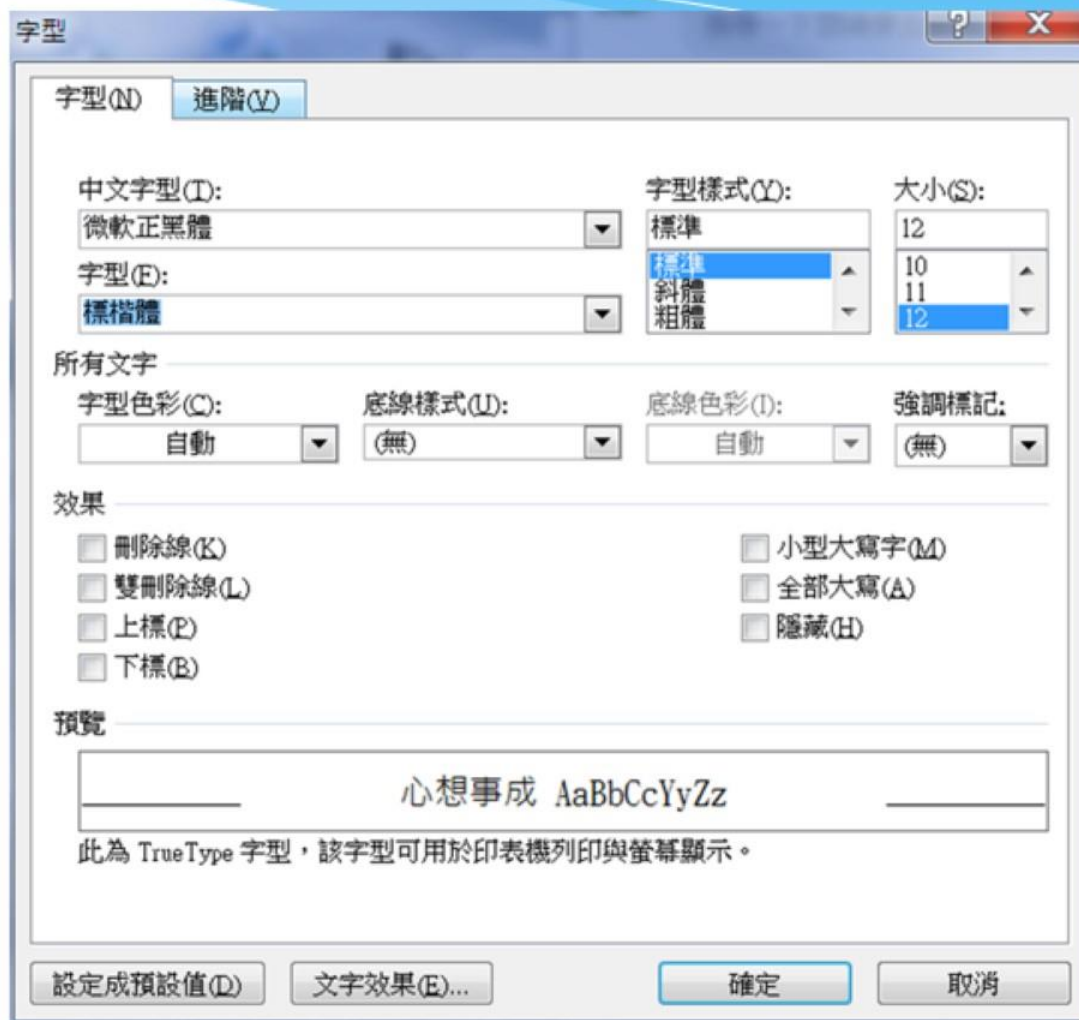 字型
字型(N) 進階(V)
中文字型(T): 字型樣式(Y): 大小(S):
微軟正黑體 標準 12
字型(F): 標準 10
標楷體 斜體 11
粗體 12
所有文字
字型色彩(C): 底線樣式(U): 底線色彩(I): 強調標記:
自動 (無) 自動 (無)
效果
刪除線(K) 小型大寫字(M)
雙刪除線(L) 全部大寫(A)
上標(P) 隱藏(H)
下標(B)
預覽
心想事成 AaBbCcYyZz
此為 TrueType 字型,該字型可用於印表機列印與螢幕顯示。
設定成預設值(D) 文字效果(E)... 確定 取消